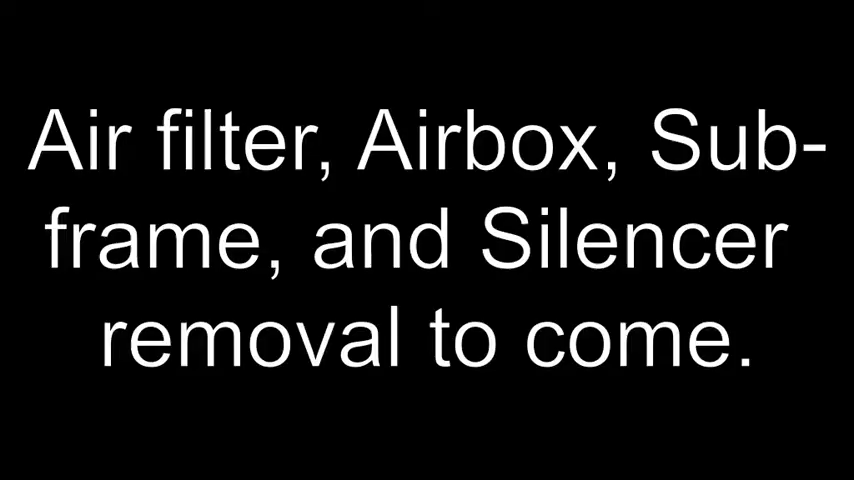 Air filter, Airbox, Sub-
frame, and Silencer
removal to come.